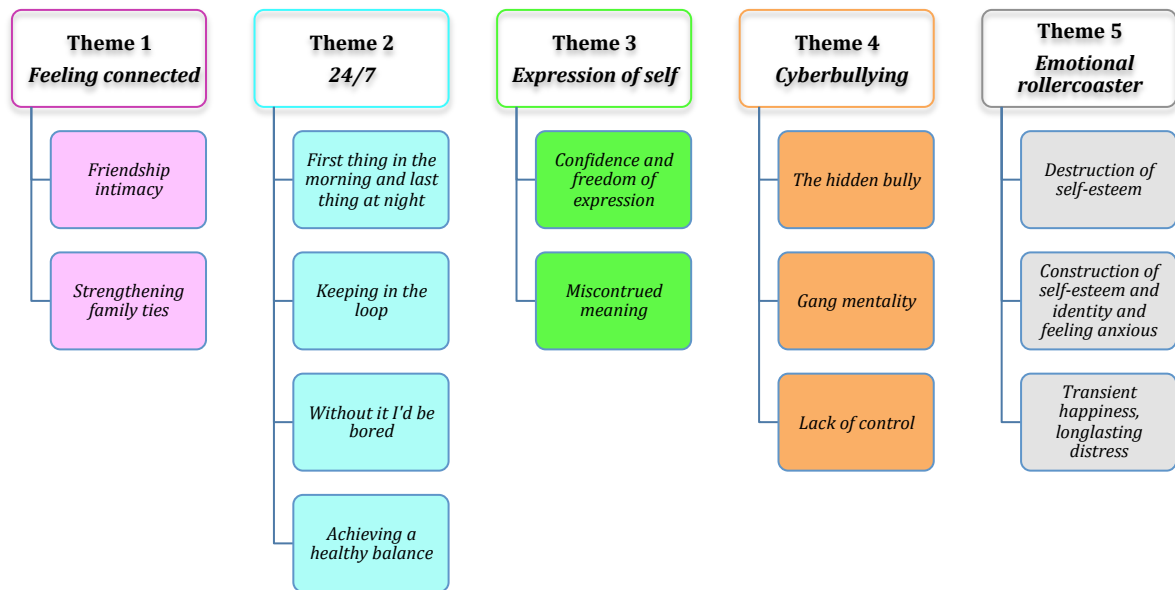 Theme 1
Feeling connected
Friendship
intimacy
Strengthening
family ties
Theme 2
24/7
First thing in the
morning and last
thing at night
Keeping in the
loop
Without it I'd be
bored
Achieving a
healthy balance
Theme 3
Expression of self
Confidence and
freedom of
expression
Miscontrued
meaning
Theme 4
Cyberbullying
The hidden bully
Gang mentality
Lack of control
Theme 5
Emotional
rollercoaster
Destruction of
self-esteem
Construction of
self-esteem and
identity and
feeling anxious
Transient
happiness,
longlasting
distress